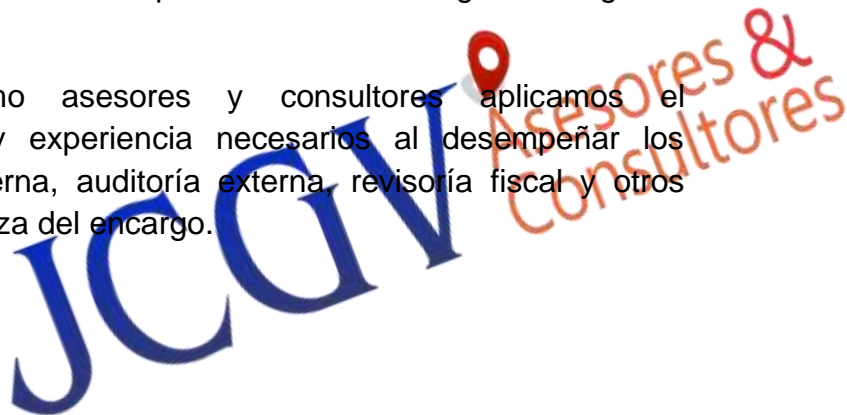 no asesores y consultores aplicamos el
y experiencia necesarios al desempeñar los
erna, auditoría externa, revisoría fiscal y otros
za del encargo.
JCGV Asesores &
Consultores